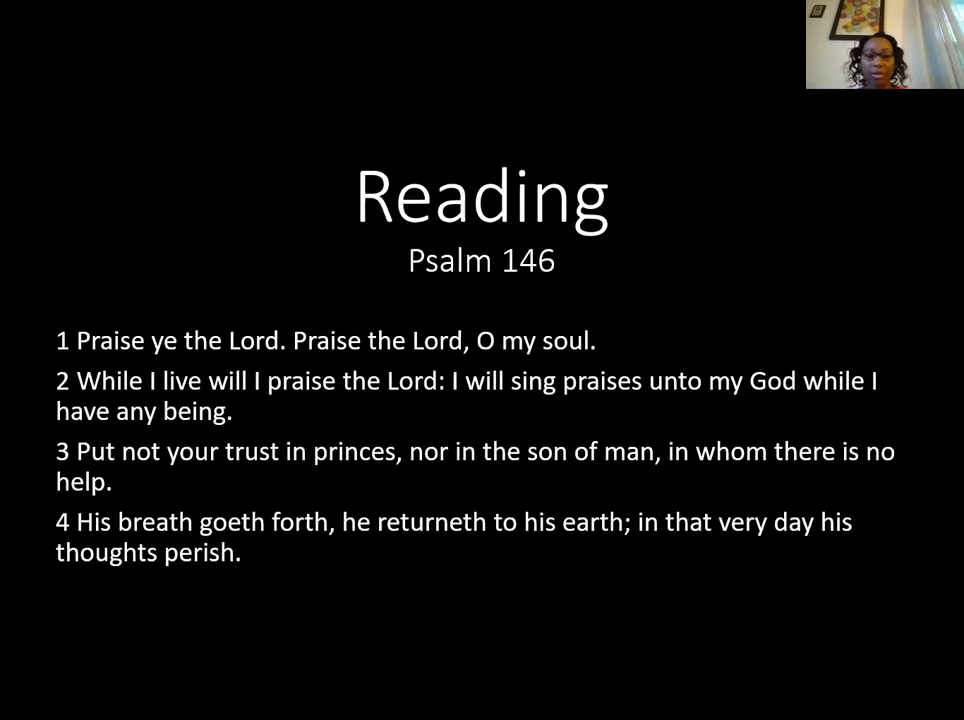 Reading
Psalm 146
1 Praise ye the Lord. Praise the Lord, O my soul.
2 While I live will I praise the Lord: I will sing praises unto my God while I
have any being.
3 Put not your trust in princes, nor in the son of man, in whom there is no
help.
4 His breath goeth forth, he returneth to his earth; in that very day his
thoughts perish.